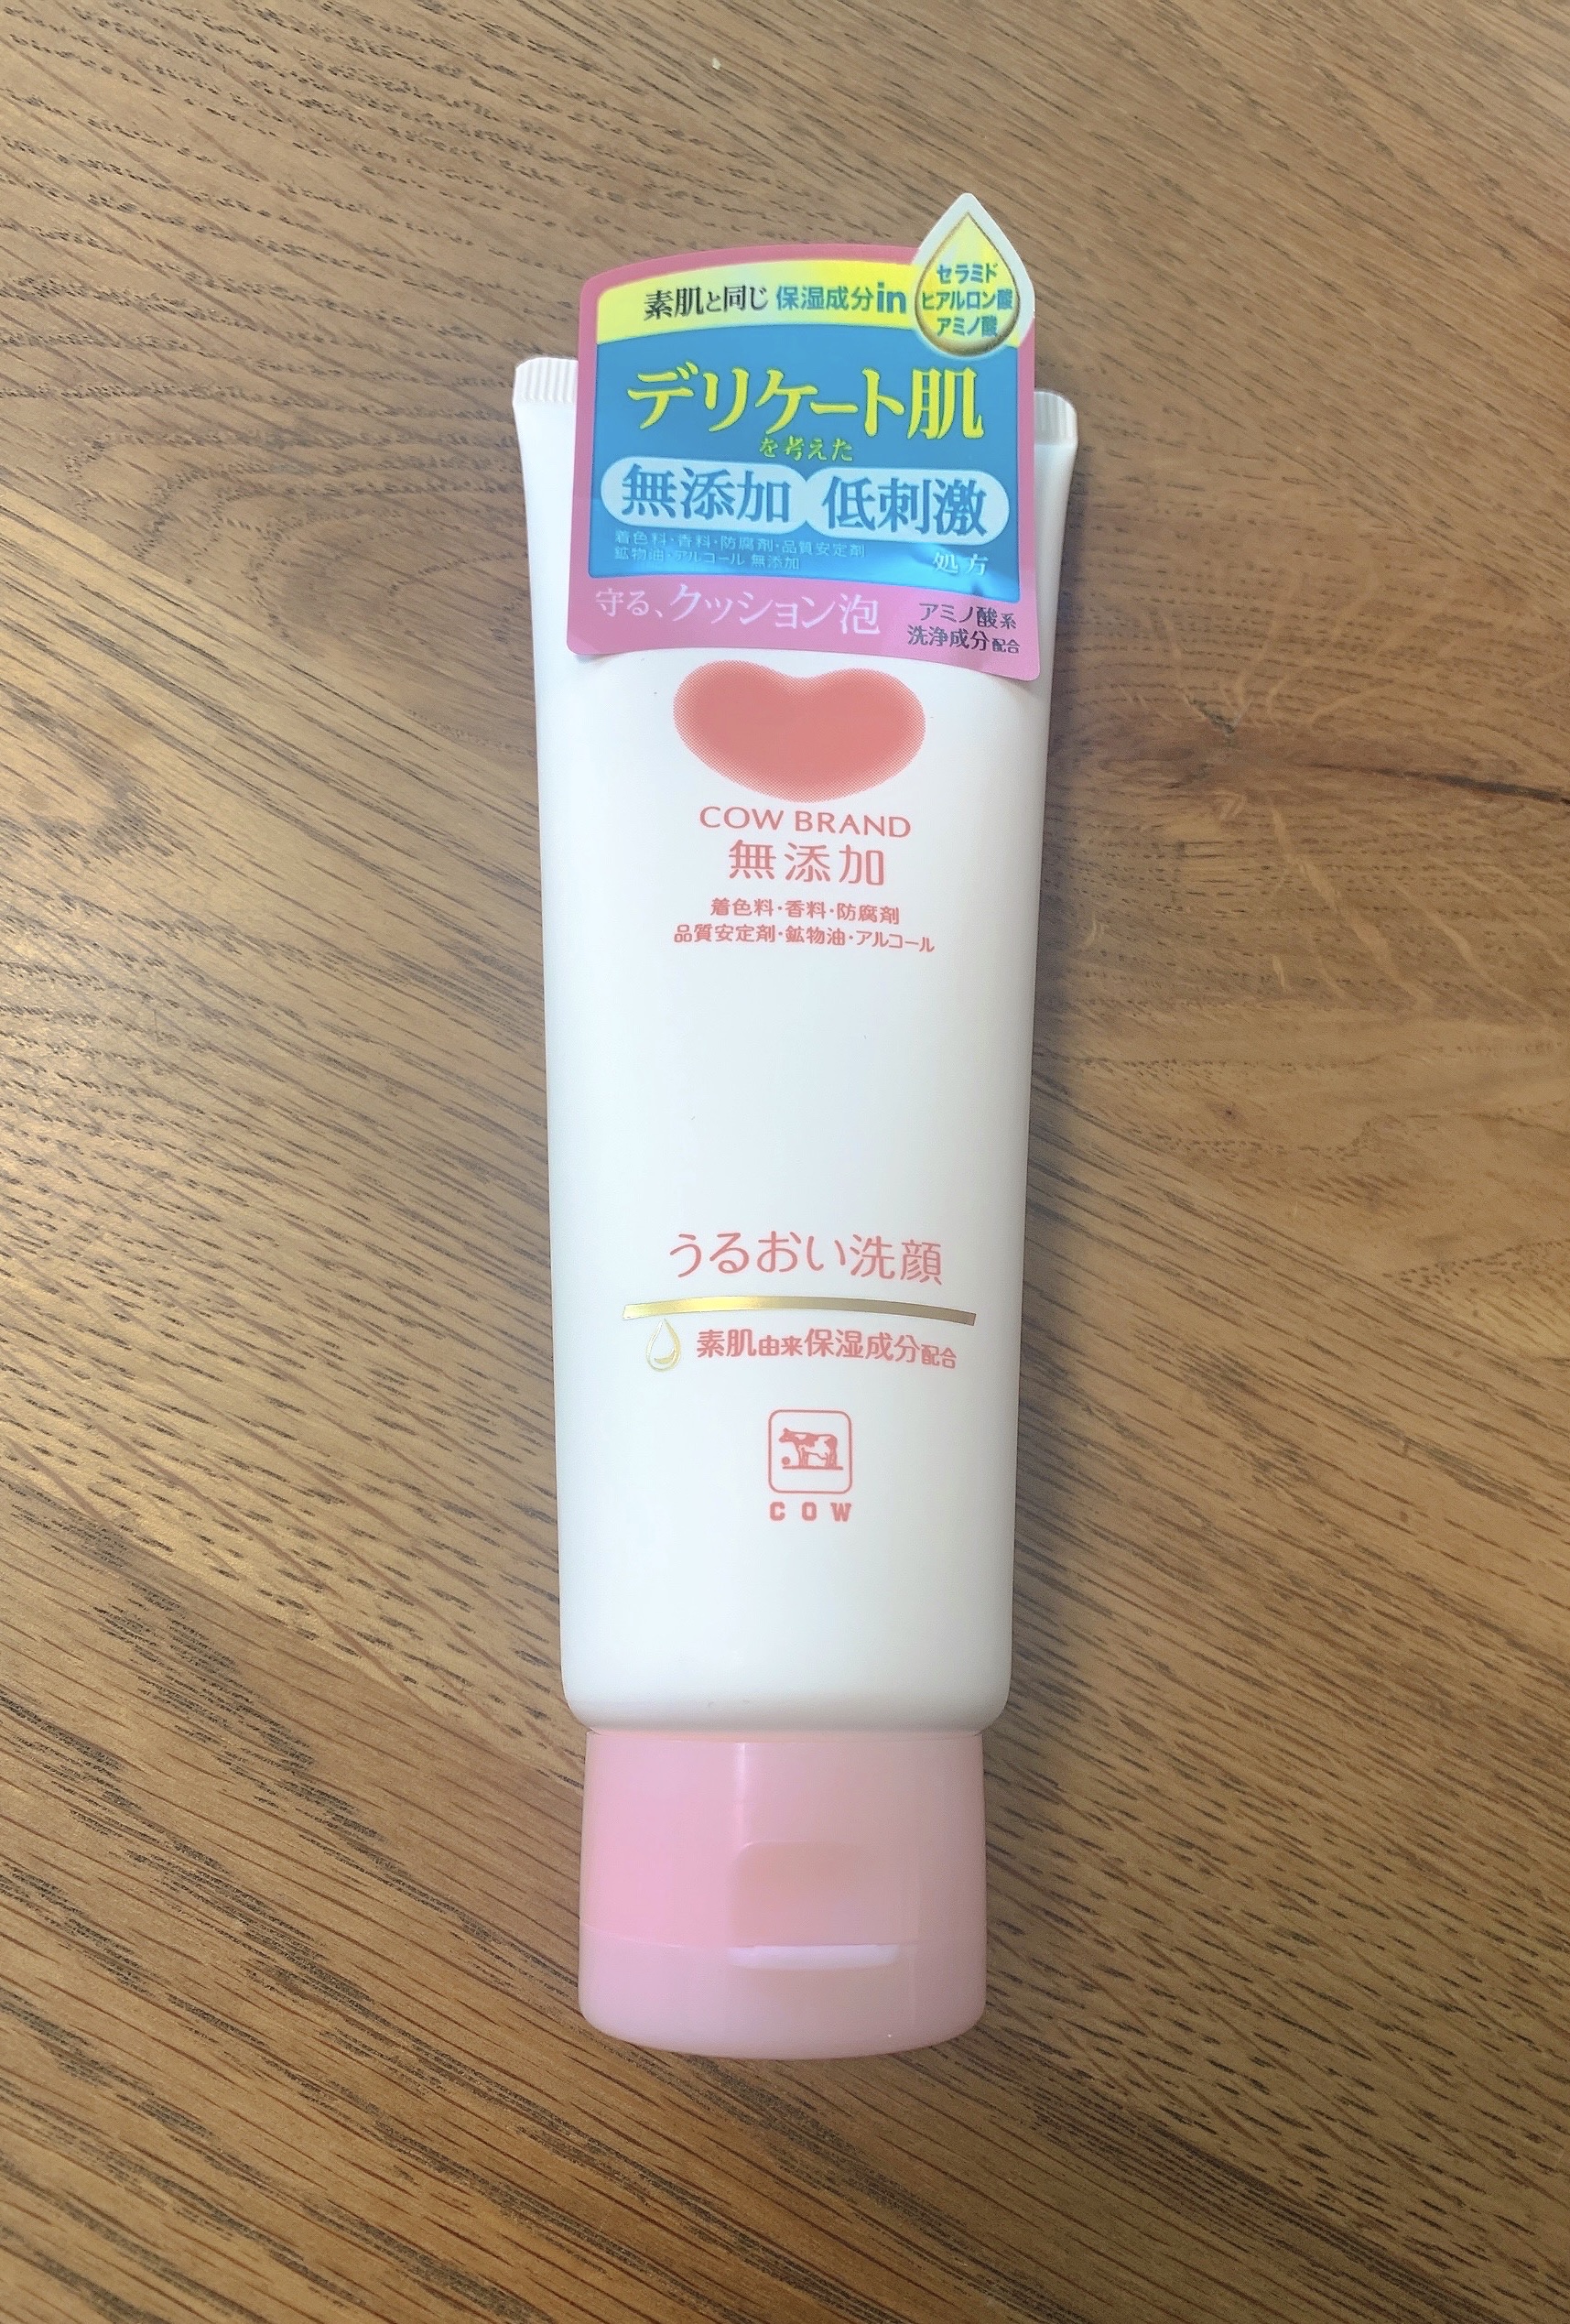 素肌と同じ 保湿成分in
セラミド
ヒアルロン酸
アミノ酸
デリケート肌
を考えた
無添加 低刺激
着色料・香料・防腐剤・品質安定剤
鉱物油・アルコール 無添加
処方
守る、クッション泡
アミノ酸系
洗浄成分配合
COW BRAND
無添加
着色料・香料・防腐剤
品質安定剤・鉱物油・アルコール
うるおい洗顔
素肌由来保湿成分配合
COW